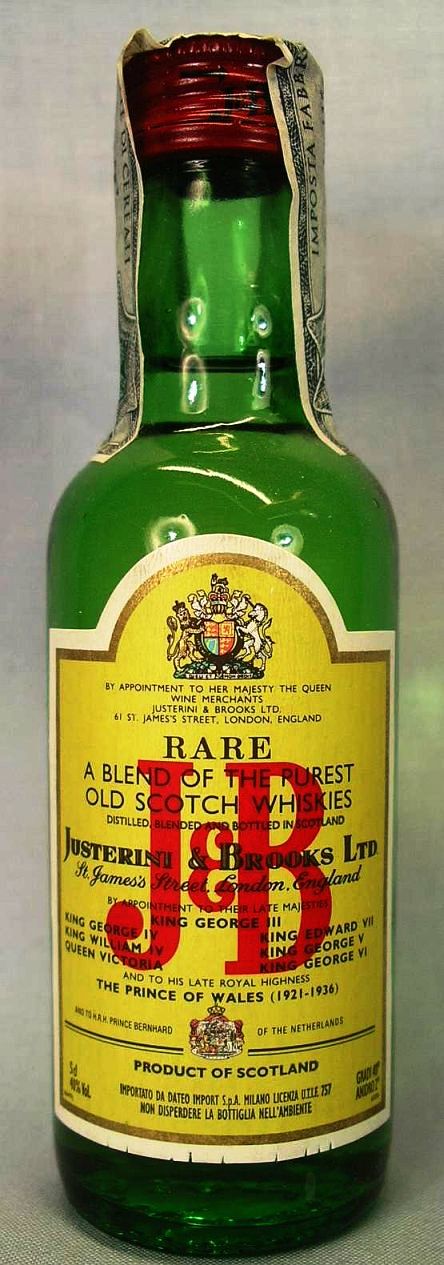 DI CEREALI
IMPOSTA FABBR
BY APPOINTMENT TO HER MAJESTY THE QUEEN
WINE MERCHANTS
JUSTERINI & BROOKS LTD.
61 ST. JAMES'S STREET, LONDON, ENGLAND
RARE
A BLEND OF THE PUREST
OLD SCOTCH WHISKIES
DISTILLED, BLENDED AND BOTTLED IN SCOTLAND
J&B
JUSTERINI & BROOKS LTD
St. James's Street, London, England
BY APPOINTMENT TO THEIR LATE MAJESTIES
KING GEORGE III
KING GEORGE IV KING EDWARD VII
KING WILLIAM IV KING GEORGE V
QUEEN VICTORIA KING GEORGE VI
AND TO HIS LATE ROYAL HIGHNESS
THE PRINCE OF WALES (1921-1936)
AND TO H.R.H. PRINCE BERNHARD OF THE NETHERLANDS
PRODUCT OF SCOTLAND
5cl GRADI 40°
40% Vol. ANIDRO
IMPORTATO DA DATEO IMPORT S.p.A. MILANO LICENZA U.T.I.F. 757
NON DISPERDERE LA BOTTIGLIA NELL'AMBIENTE